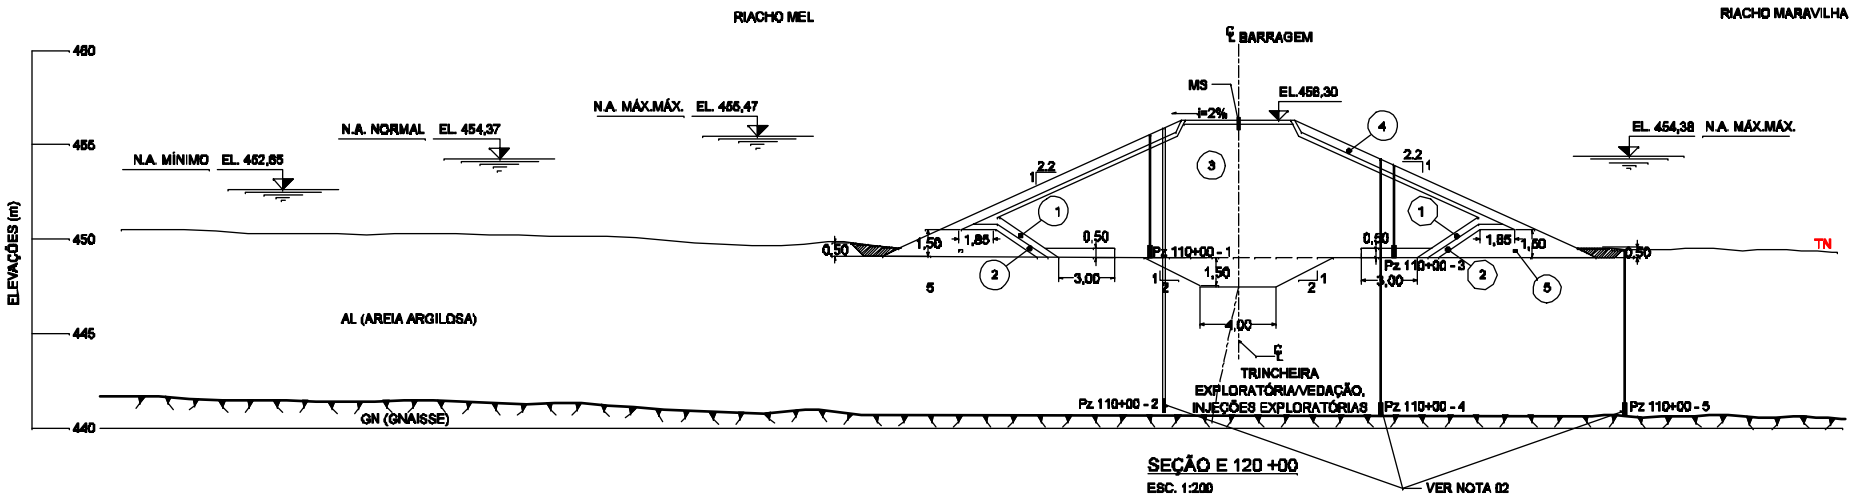 RIACHO MEL
RIACHO MARAVILHA
℄ BARRAGEM
460
MS
EL.456,30
N.A. MÁX.MÁX. EL. 455,47
i=2%
4
N.A. NORMAL EL. 454,37
EL. 454,38 N.A. MÁX.MÁX.
455
N.A. MÍNIMO EL. 452,65
3
2.2
1
2.2
1
ELEVAÇÕES (m)
1
1
450
0,50
1,50
1,85
0,50
Pz 110+00 - 1
0,50
Pz 110+00 - 3
1,85
1,50
0,50
TN
2
2
5
5
3,00
1
2
1,50
1
2
3,00
4,00
AL (AREIA ARGILOSA)
445
℄
TRINCHEIRA
EXPLORATÓRIA/VEDAÇÃO,
INJEÇÕES EXPLORATÓRIAS
Pz 110+00 - 2
Pz 110+00 - 4
Pz 110+00 - 5
GN (GNAISSE)
440
SEÇÃO E 120 +00
ESC. 1:200
VER NOTA 02